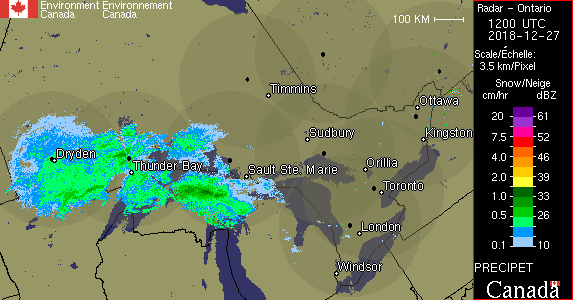 Environment Environnement
Canada Canada
100 KM
Radar - Ontario
1200 UTC
2018-12-27
Scale/Échelle:
3.5 km/Pixel
Snow/Neige
cm/hr dBZ
20 61
7.5 52
4.0 46
2.0 39
1.0 33
0.5 26
0.1 10
PRECIPET
Canada
Timmins
Ottawa
Sudbury
Kingston
Dryden
Thunder Bay
Sault Ste. Marie
Orillia
Toronto
London
Windsor